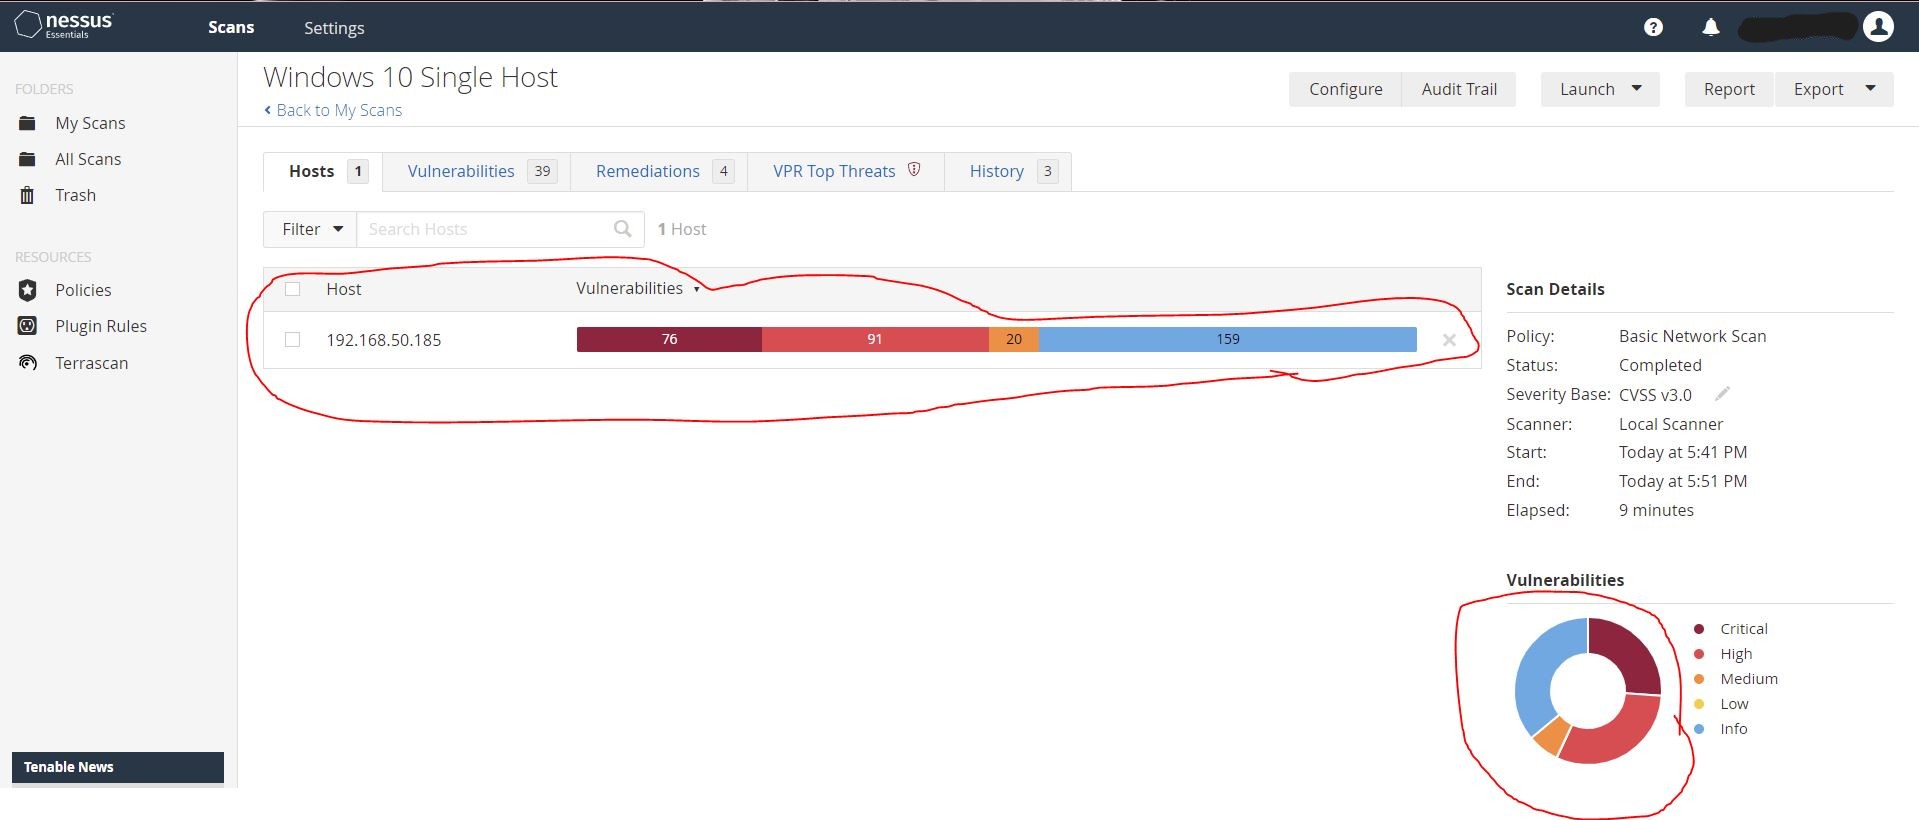 nessus
Essentials
Scans
Settings
FOLDERS
My Scans
All Scans
Trash
RESOURCES
Policies
Plugin Rules
Terrascan
Tenable News
Windows 10 Single Host
Back to My Scans
Configure Audit Trail Launch Report Export
Hosts 1 Vulnerabilities 39 Remediations 4 VPR Top Threats History 3
Filter Search Hosts 1 Host
Host Vulnerabilities
192.168.50.185 76 91 20 159
Scan Details
Policy: Basic Network Scan
Status: Completed
Severity Base: CVSS v3.0
Scanner: Local Scanner
Start: Today at 5:41 PM
End: Today at 5:51 PM
Elapsed: 9 minutes
Vulnerabilities
Critical
High
Medium
Low
Info